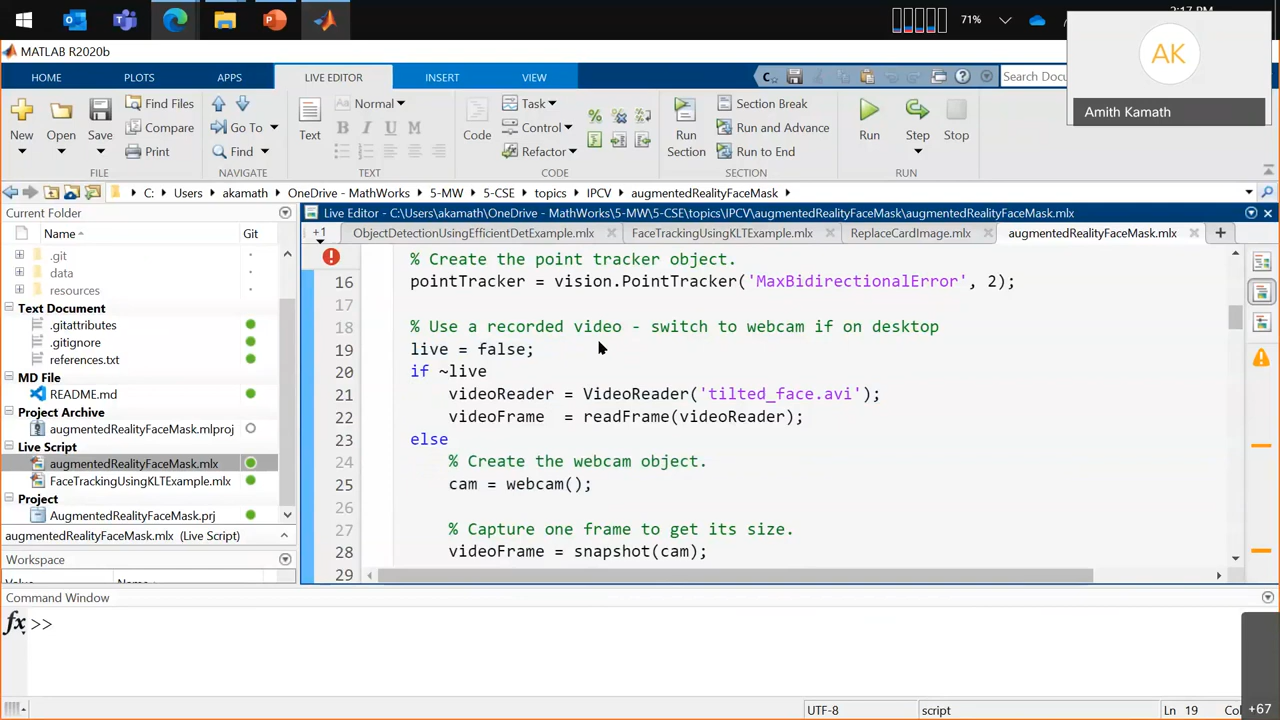 71%
MATLAB R2020b
AK
Amith Kamath
HOME PLOTS APPS LIVE EDITOR INSERT VIEW Search Docu
New Open Save Find Files Compare Print
Go To Find
Text Normal B I U M
Code Task Control Refactor
Run Section Section Break Run and Advance Run to End
Run Step Stop
FILE NAVIGATE TEXT CODE SECTION RUN
C: Users akamath OneDrive - MathWorks 5-MW 5-CSE topics IPCV augmentedRealityFaceMask
Current Folder
Name Git
.git
data
resources
Text Document
.gitattributes
.gitignore
references.txt
MD File
README.md
Project Archive
augmentedRealityFaceMask.mlproj
Live Script
augmentedRealityFaceMask.mlx
FaceTrackingUsingKLTExample.mlx
Project
AugmentedRealityFaceMask.prj
augmentedRealityFaceMask.mlx (Live Script)
Workspace
Live Editor - C:\Users\akamath\OneDrive - MathWorks\5-MW\5-CSE\topics\IPCV\augmentedRealityFaceMask\augmentedRealityFaceMask.mlx
+1 ObjectDetectionUsingEfficientDetExample.mlx FaceTrackingUsingKLTExample.mlx ReplaceCardImage.mlx augmentedRealityFaceMask.mlx
% Create the point tracker object.
16 pointTracker = vision.PointTracker('MaxBidirectionalError', 2);
17
18 % Use a recorded video - switch to webcam if on desktop
19 live = false;
20 if ~live
21 videoReader = VideoReader('tilted_face.avi');
22 videoFrame = readFrame(videoReader);
23 else
24 % Create the webcam object.
25 cam = webcam();
26
27 % Capture one frame to get its size.
28 videoFrame = snapshot(cam);
29
Command Window
fx >>
UTF-8 script Ln 19 Co
+67